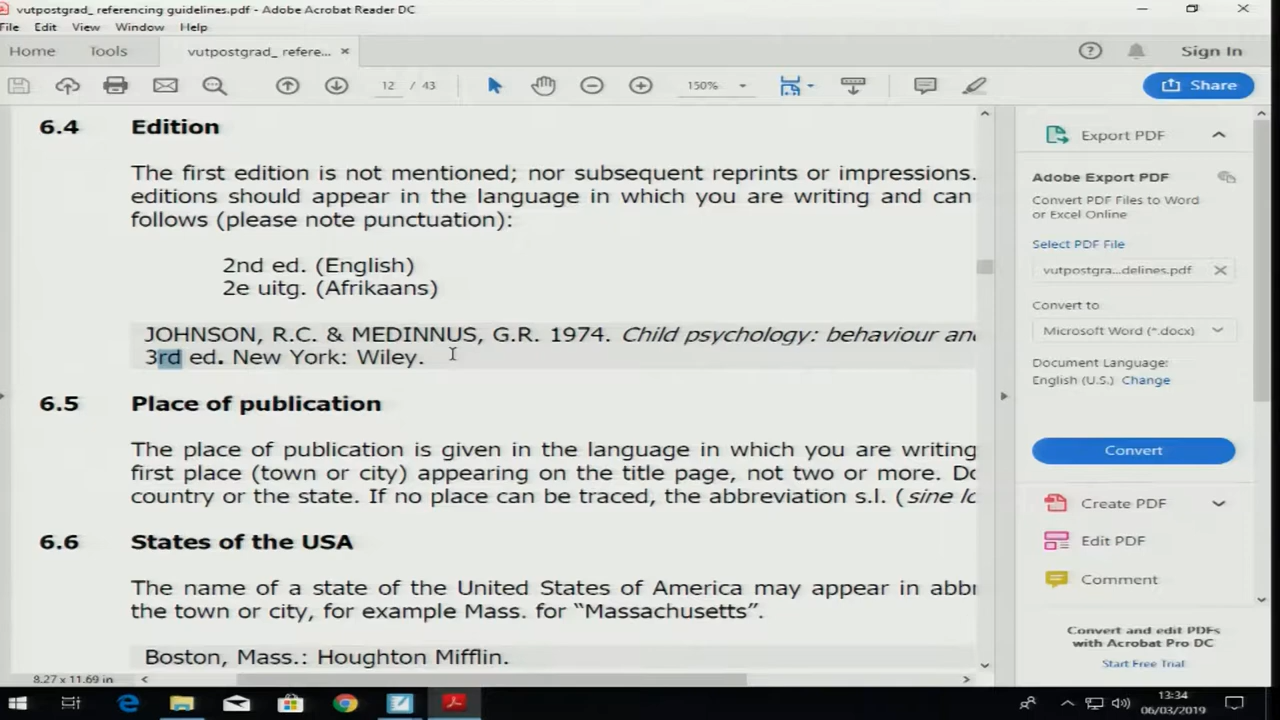 vutpostgrad_ referencing guidelines.pdf - Adobe Acrobat Reader DC
File Edit View Window Help
Home Tools vutpostgrad_ refere... ×
Sign In
12 / 43
150%
Share
6.4 Edition
The first edition is not mentioned; nor subsequent reprints or impressions.
editions should appear in the language in which you are writing and can
follows (please note punctuation):
2nd ed. (English)
2e uitg. (Afrikaans)
JOHNSON, R.C. & MEDINNUS, G.R. 1974. Child psychology: behaviour and
3rd ed. New York: Wiley.
6.5 Place of publication
The place of publication is given in the language in which you are writing
first place (town or city) appearing on the title page, not two or more. Do
country or the state. If no place can be traced, the abbreviation s.l. (sine lo
6.6 States of the USA
The name of a state of the United States of America may appear in abbr
the town or city, for example Mass. for “Massachusetts”.
Boston, Mass.: Houghton Mifflin.
8.27 x 11.69 in
Export PDF
Adobe Export PDF
Convert PDF Files to Word
or Excel Online
Select PDF File
vutpostgra...delines.pdf ×
Convert to
Microsoft Word (*.docx)
Document Language:
English (U.S.) Change
Convert
Create PDF
Edit PDF
Comment
Convert and edit PDFs
with Acrobat Pro DC
Start Free Trial
13:34
06/03/2019